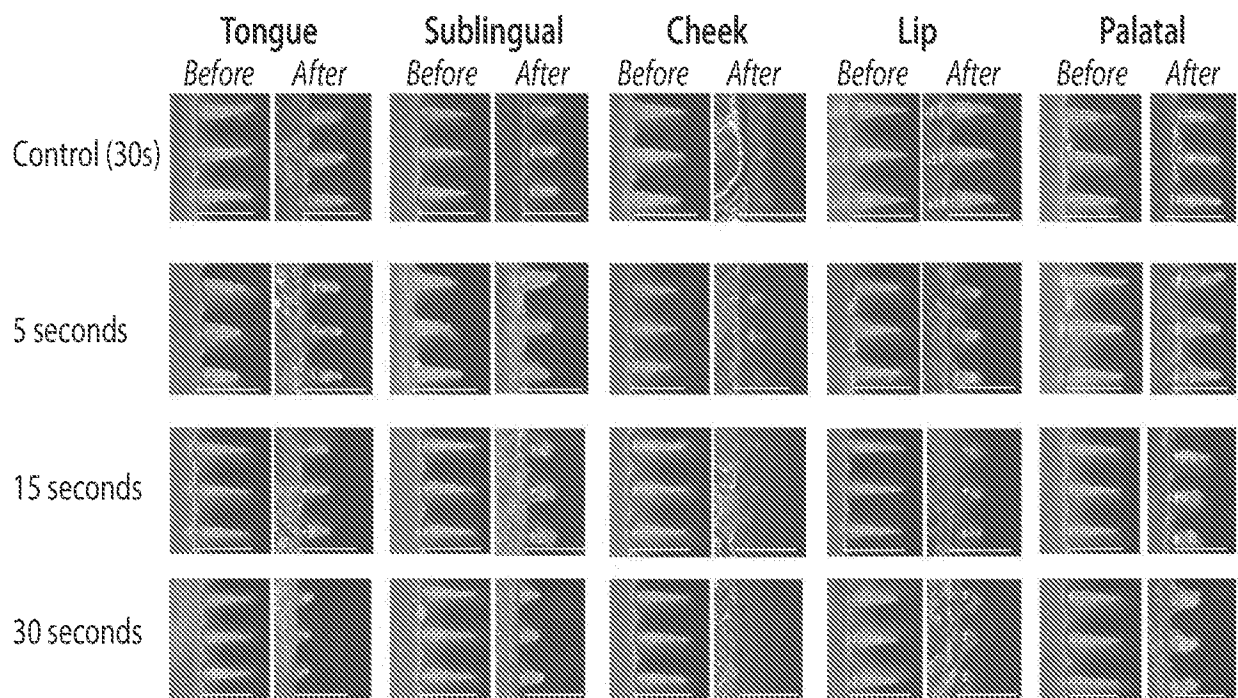 Tongue Sublingual Cheek Lip Palatal
Before After Before After Before After Before After Before After
Control (30s)
5 seconds
15 seconds
30 seconds